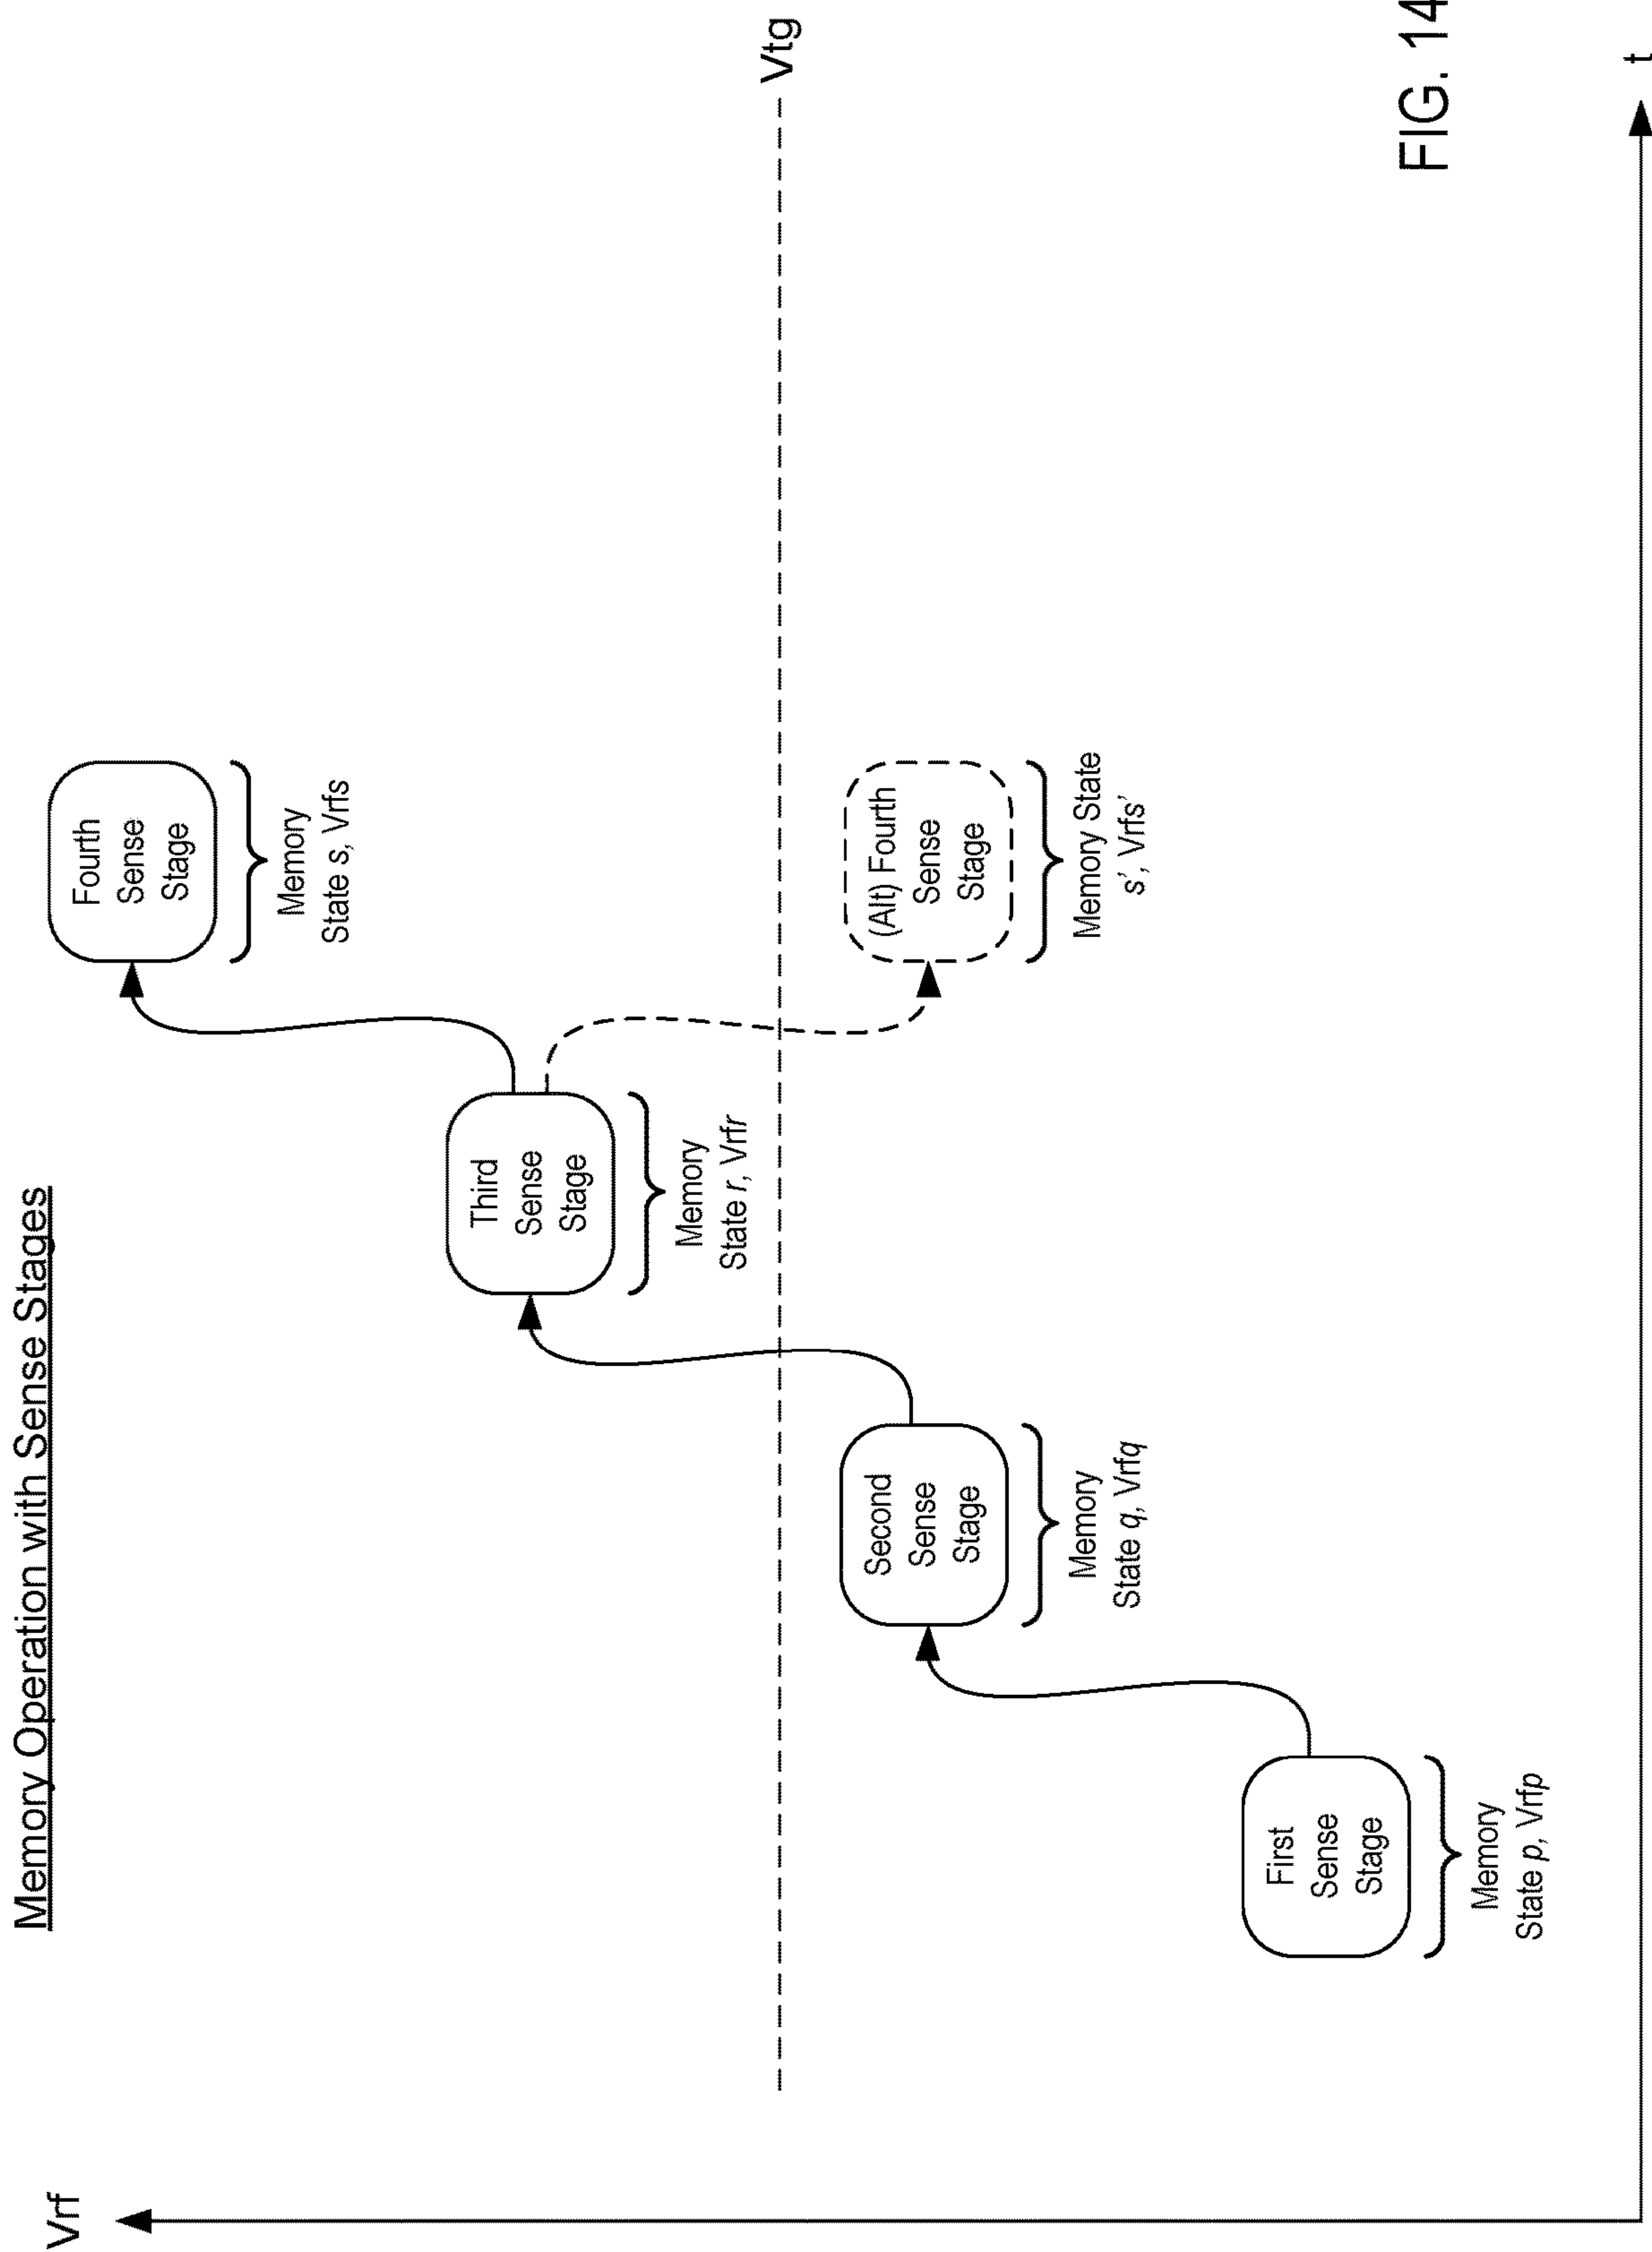 Memory Operation with Sense Stages
Vrf
Fourth
Sense
Stage
Memory
State s, Vrfs
Third
Sense
Stage
Memory
State r, Vrfr
Vtg
(Alt) Fourth
Sense
Stage
Memory State
s', Vrfs'
Second
Sense
Stage
Memory
State q, Vrfq
First
Sense
Stage
Memory
State p, Vrfp
t
FIG. 14